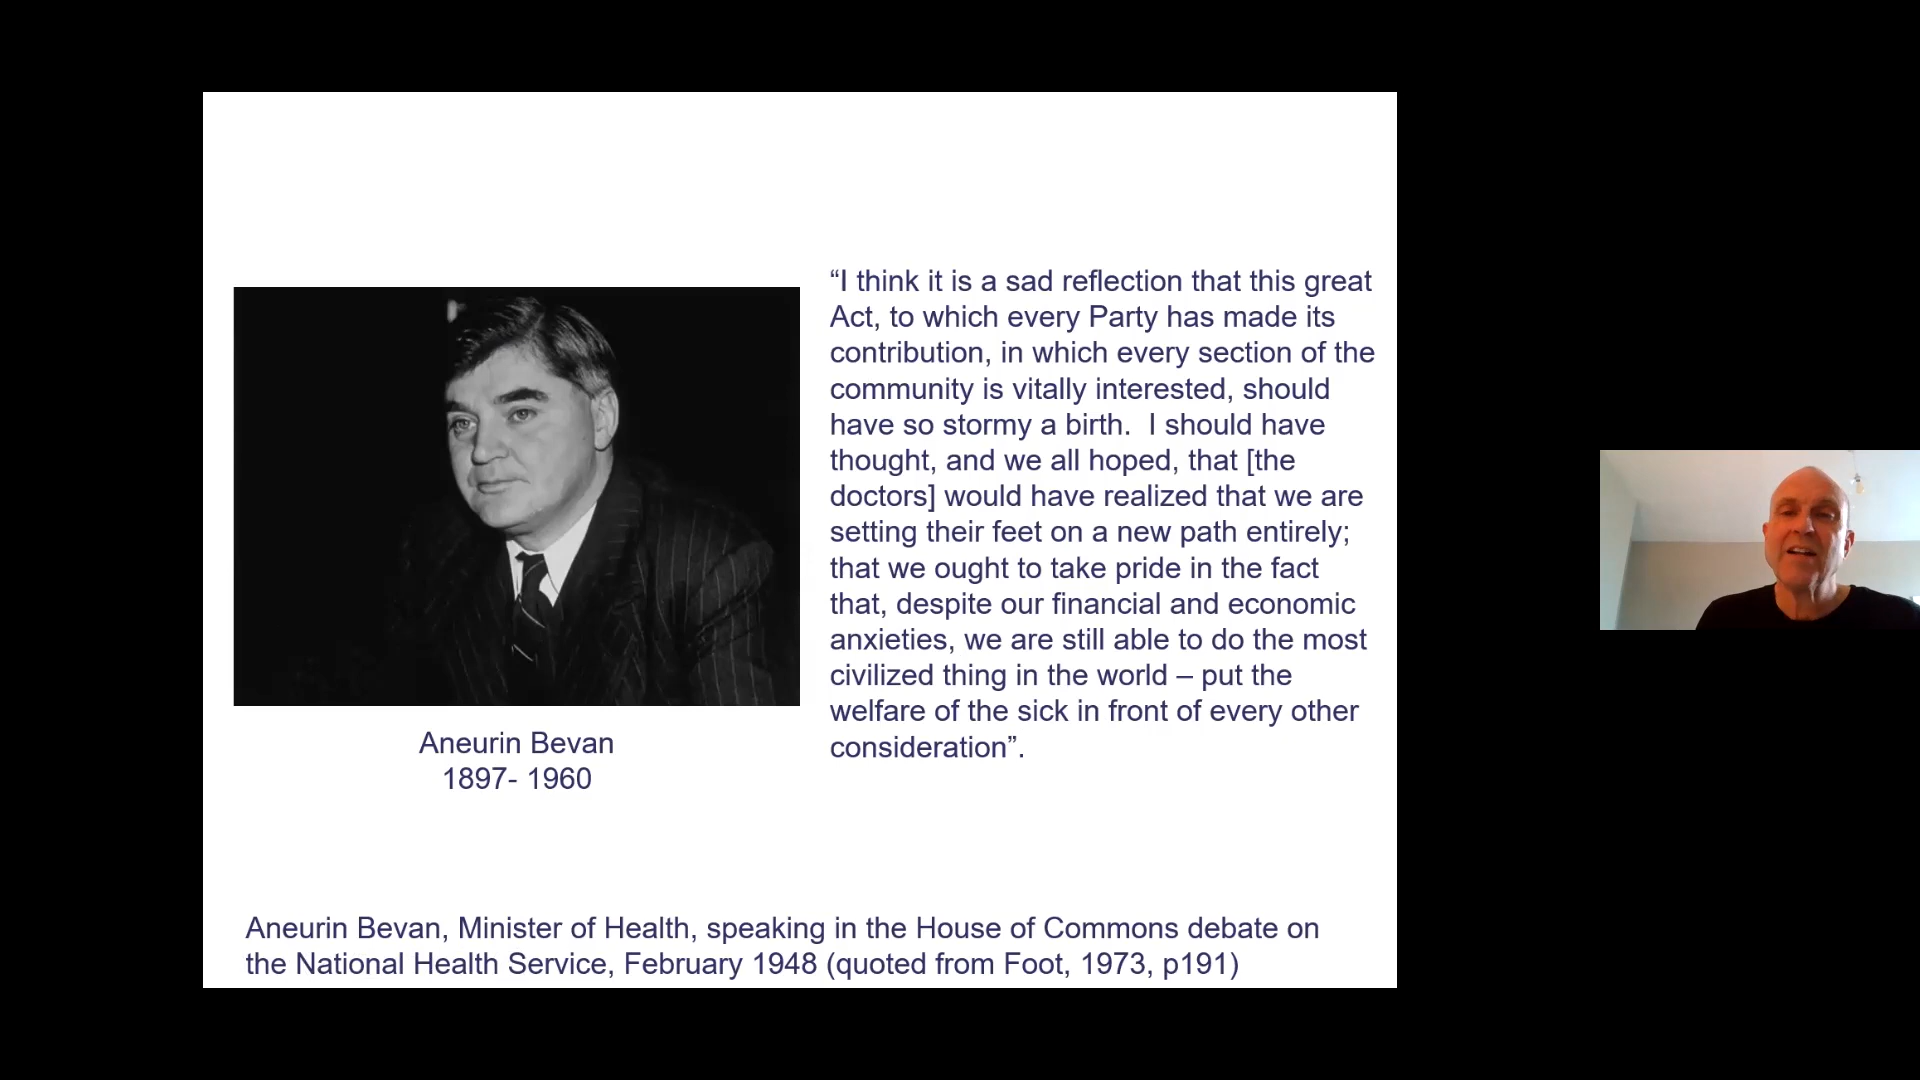 “I think it is a sad reflection that this great
Act, to which every Party has made its
contribution, in which every section of the
community is vitally interested, should
have so stormy a birth.  I should have
thought, and we all hoped, that [the
doctors] would have realized that we are
setting their feet on a new path entirely;
that we ought to take pride in the fact
that, despite our financial and economic
anxieties, we are still able to do the most
civilized thing in the world – put the
welfare of the sick in front of every other
consideration”.
Aneurin Bevan
1897- 1960
Aneurin Bevan, Minister of Health, speaking in the House of Commons debate on
the National Health Service, February 1948 (quoted from Foot, 1973, p191)